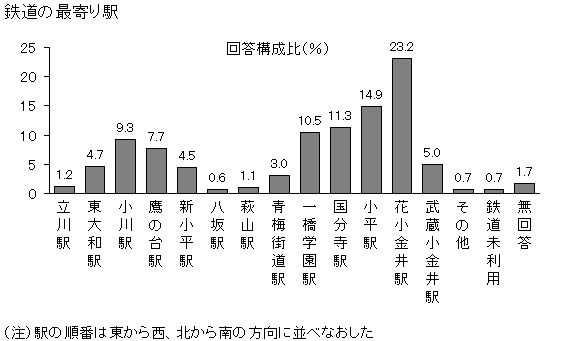 鉄道の最寄り駅
回答構成比(%)
25
20
15
10
5
0
1.2
4.7
9.3
7.7
4.5
0.6
1.1
3.0
10.5
11.3
14.9
23.2
5.0
0.7
0.7
1.7
立川駅
東大和駅
小川駅
鷹の台駅
新小平駅
八坂駅
萩山駅
青梅街道駅
一橋学園駅
国分寺駅
小平駅
花小金井駅
武蔵小金井駅
その他
鉄道未利用
無回答
(注)駅の順番は東から西、北から南の方向に並べなおした